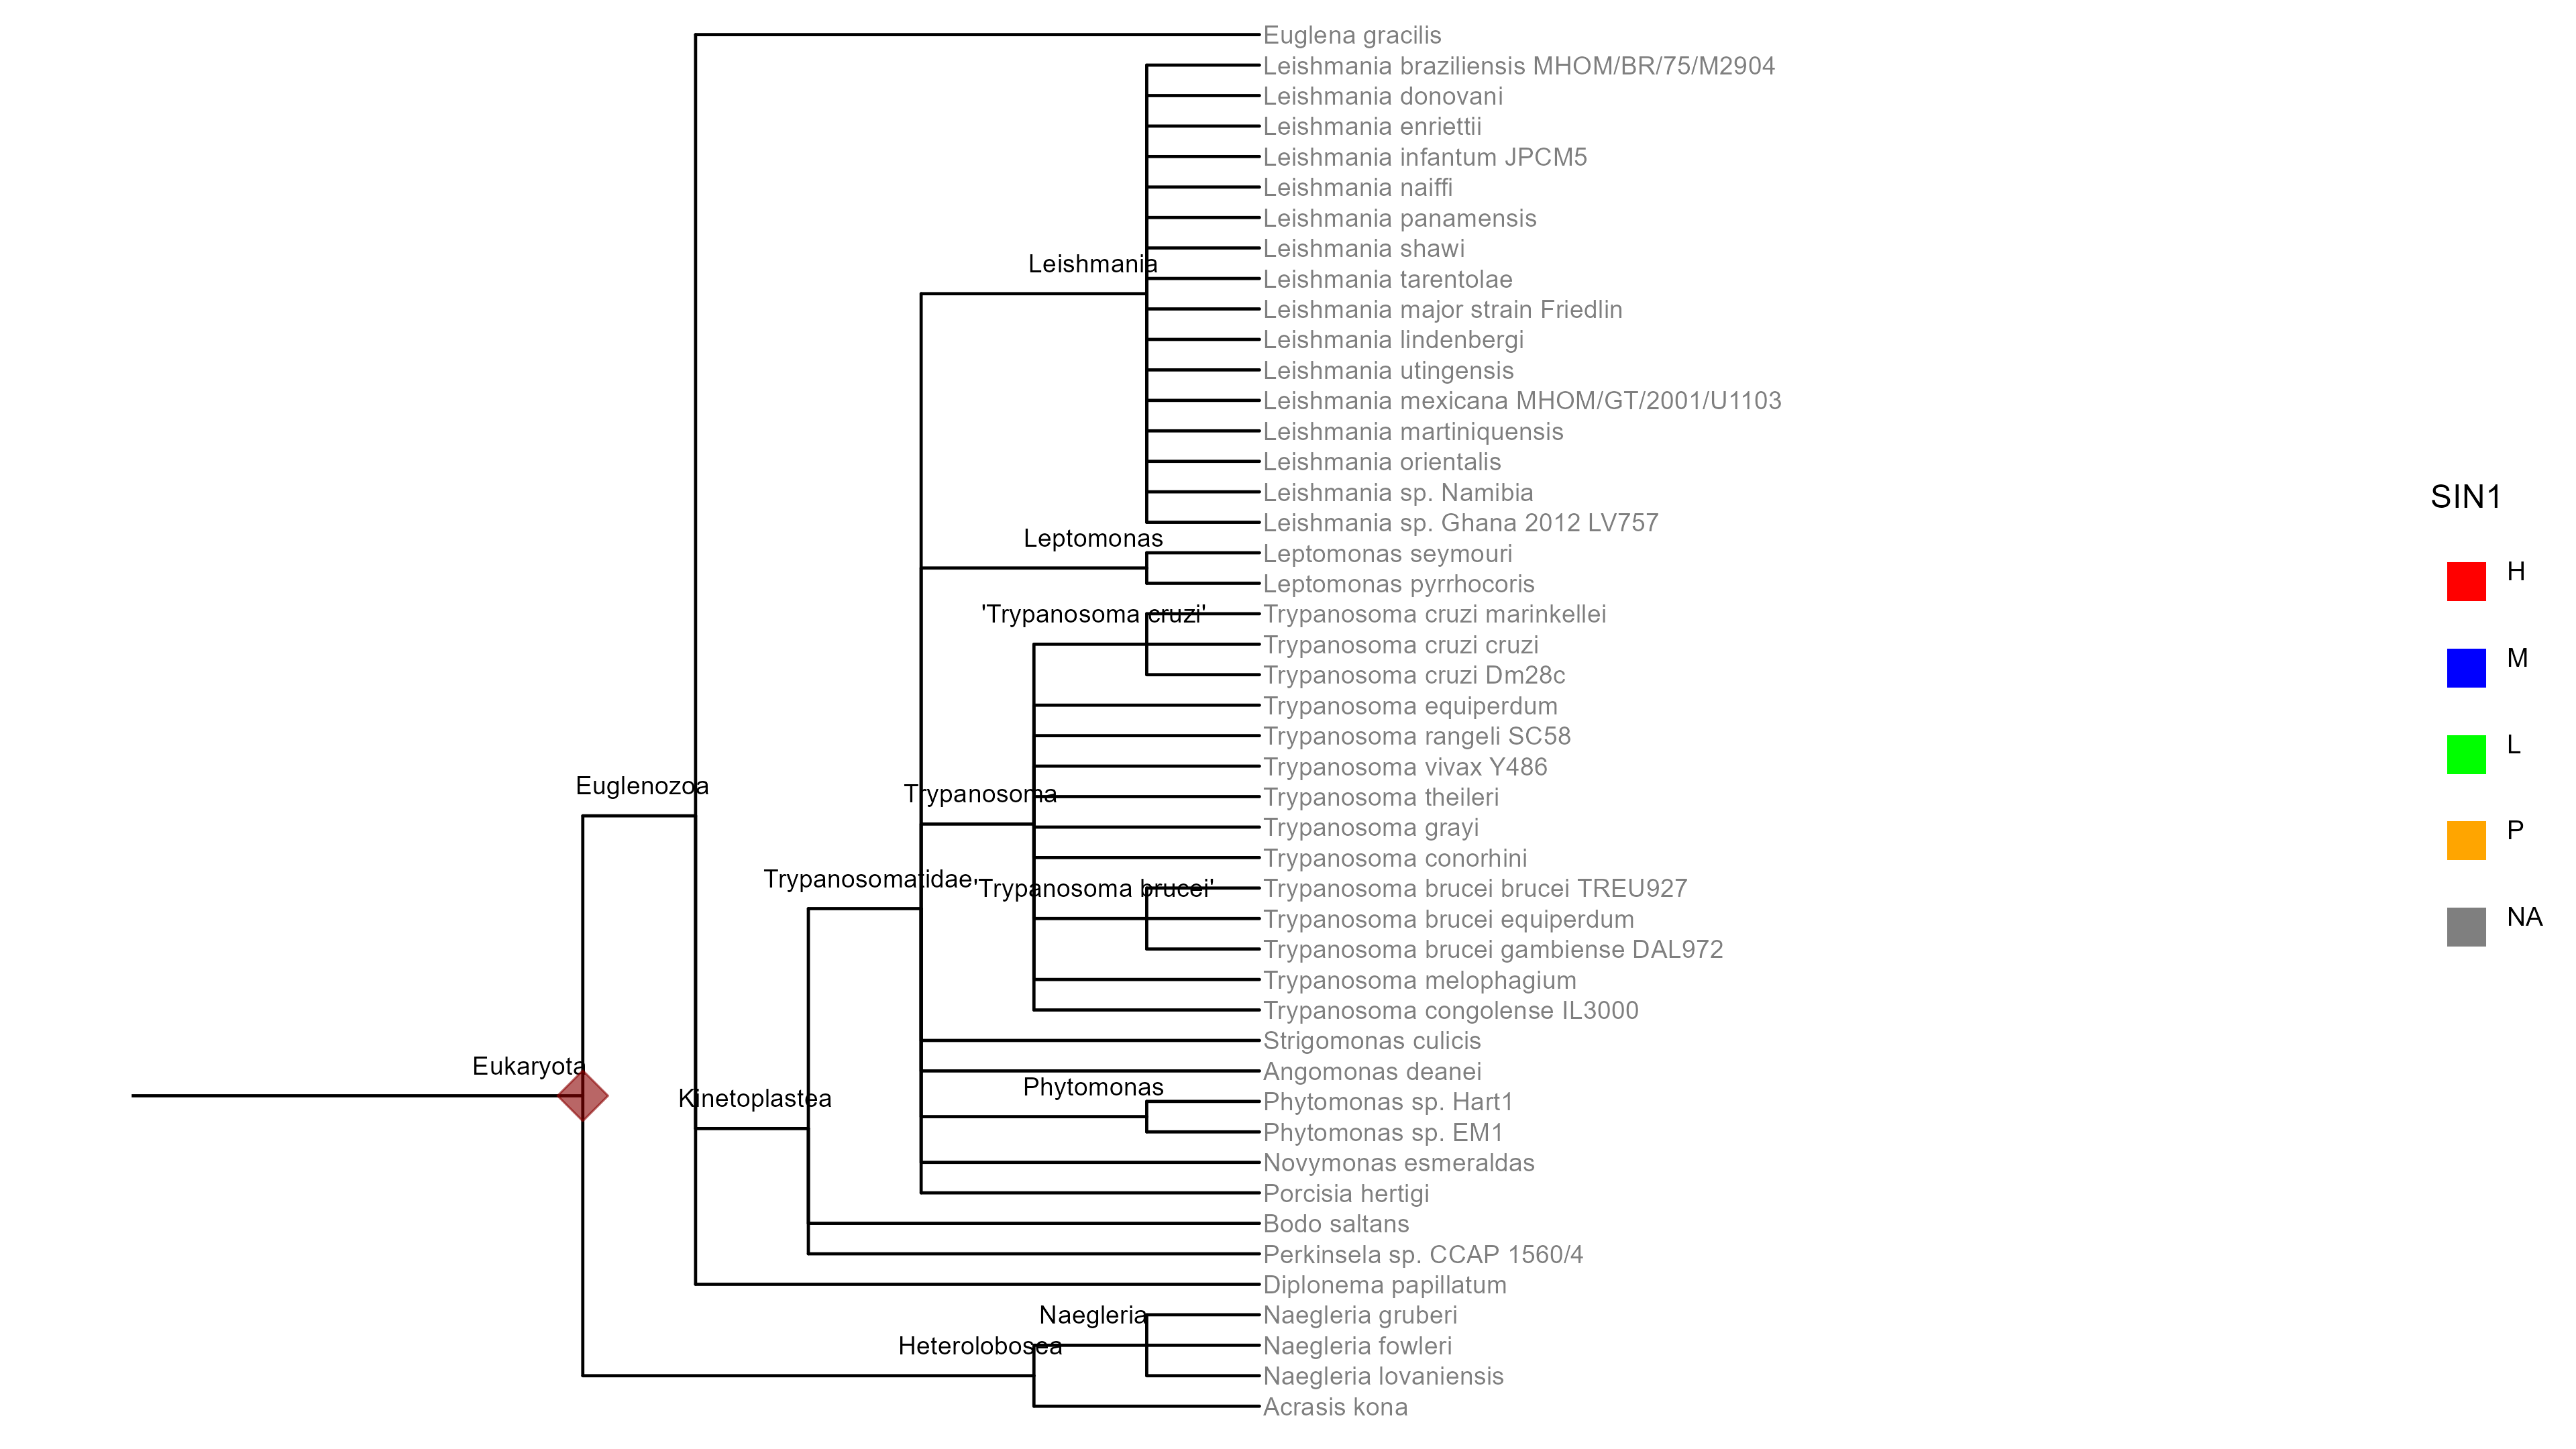 Euglena gracilis
Leishmania braziliensis MHOM/BR/75/M2904
Leishmania donovani
Leishmania enriettii
Leishmania infantum JPCM5
Leishmania naiffi
Leishmania panamensis
Leishmania shawi
Leishmania
Leishmania tarentolae
Leishmania major strain Friedlin
Leishmania lindenbergi
Leishmania utingensis
Leishmania mexicana MHOM/GT/2001/U1103
Leishmania martiniquensis
Leishmania orientalis
Leishmania sp. Namibia
Leishmania sp. Ghana 2012 LV757
Leptomonas
Leptomonas seymouri
Leptomonas pyrrhocoris
'Trypanosoma cruzi'
Trypanosoma cruzi marinkellei
Trypanosoma cruzi cruzi
Trypanosoma cruzi Dm28c
Trypanosoma equiperdum
Trypanosoma rangeli SC58
Trypanosoma vivax Y486
Euglenozoa
Trypanosoma
Trypanosoma theileri
Trypanosoma grayi
Trypanosoma conorhini
Trypanosomatidae
'Trypanosoma brucei'
Trypanosoma brucei brucei TREU927
Trypanosoma brucei equiperdum
Trypanosoma brucei gambiense DAL972
Trypanosoma melophagium
Trypanosoma congolense IL3000
Strigomonas culicis
Eukaryota
Angomonas deanei
Phytomonas
Kinetoplastea
Phytomonas sp. Hart1
Phytomonas sp. EM1
Novymonas esmeraldas
Porcisia hertigi
Bodo saltans
Perkinsela sp. CCAP 1560/4
Diplonema papillatum
Naegleria
Naegleria gruberi
Heterolobosea
Naegleria fowleri
Naegleria lovaniensis
Acrasis kona
SIN1
H
M
L
P
NA